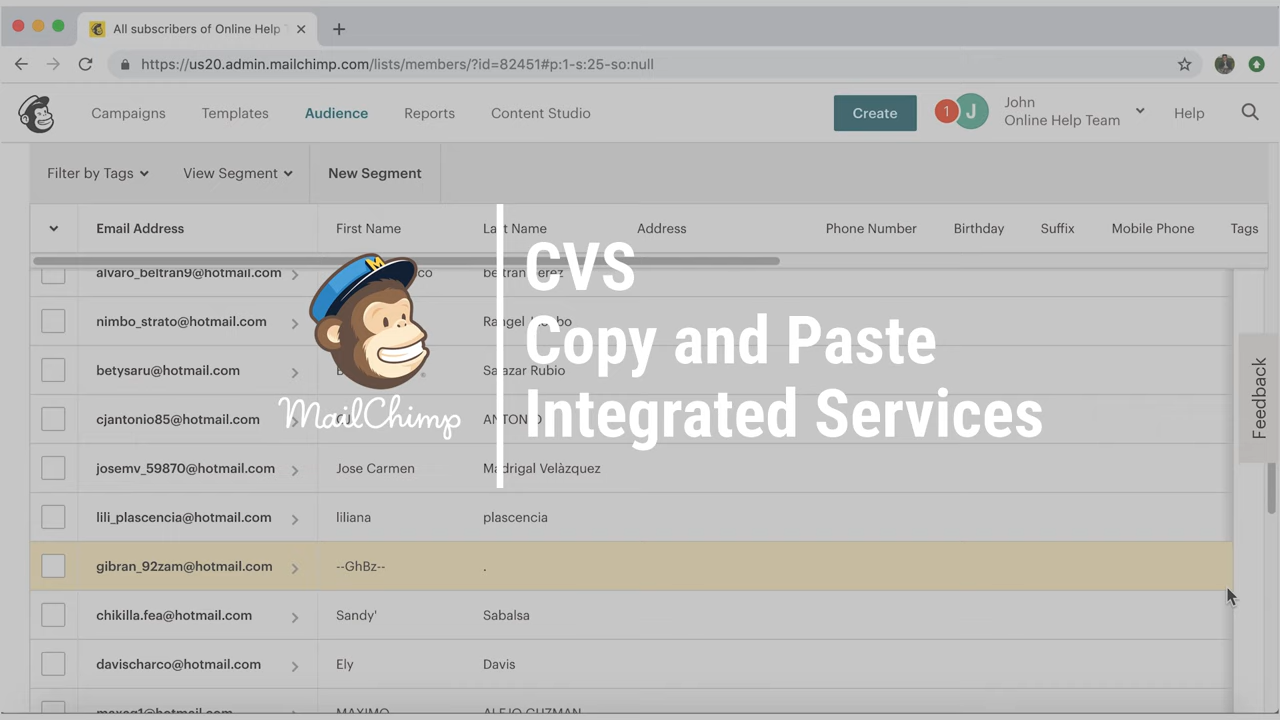 All subscribers of Online Help
https://us20.admin.mailchimp.com/lists/members/?id=82451#p:1-s:25-so:null
Campaigns Templates Audience Reports Content Studio Create 1 J John Online Help Team Help
Filter by Tags View Segment New Segment
Email Address First Name Last Name Address Phone Number Birthday Suffix Mobile Phone Tags
alvaro_beltran9@hotmail.com
nimbo_strato@hotmail.com
betysaru@hotmail.com Salazar Rubio
cjantonio85@hotmail.com
josemv_59870@hotmail.com Jose Carmen Madrigal Velàzquez
lili_plascencia@hotmail.com liliana plascencia
gibran_92zam@hotmail.com --GhBz-- .
chikilla.fea@hotmail.com Sandy' Sabalsa
davischarco@hotmail.com Ely Davis
MAXIMO ALEJO GUZMAN
MailChimp
CVS
Copy and Paste
Integrated Services
Feedback